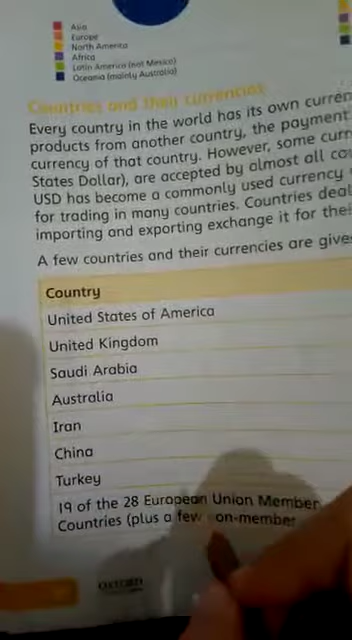 Asia
Europe
North America
Africa
Latin America (not Mexico)
Oceania (mainly Australia)
Countries and their currencies
Every country in the world has its own curren
products from another country, the payment
currency of that country. However, some curr
States Dollar), are accepted by almost all co
USD has become a commonly used currency
for trading in many countries. Countries deal
importing and exporting exchange it for thei
A few countries and their currencies are give
Country
United States of America
United Kingdom
Saudi Arabia
Australia
Iran
China
Turkey
19 of the 28 European Union Member
Countries (plus a few on-member
OXFORD